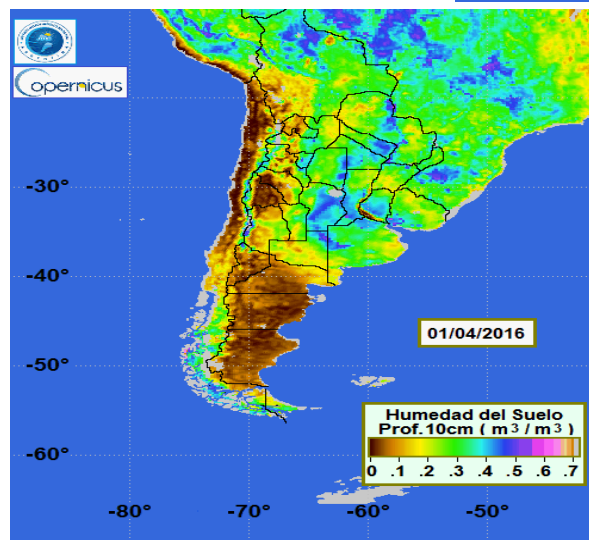 opernicus
-30°
-40°
-50°
-60°
01/04/2016
Humedad del Suelo
Prof.10cm ( m3 / m3 )
0 .1 .2 .3 .4 .5 .6 .7
-80° -70° -60° -50°